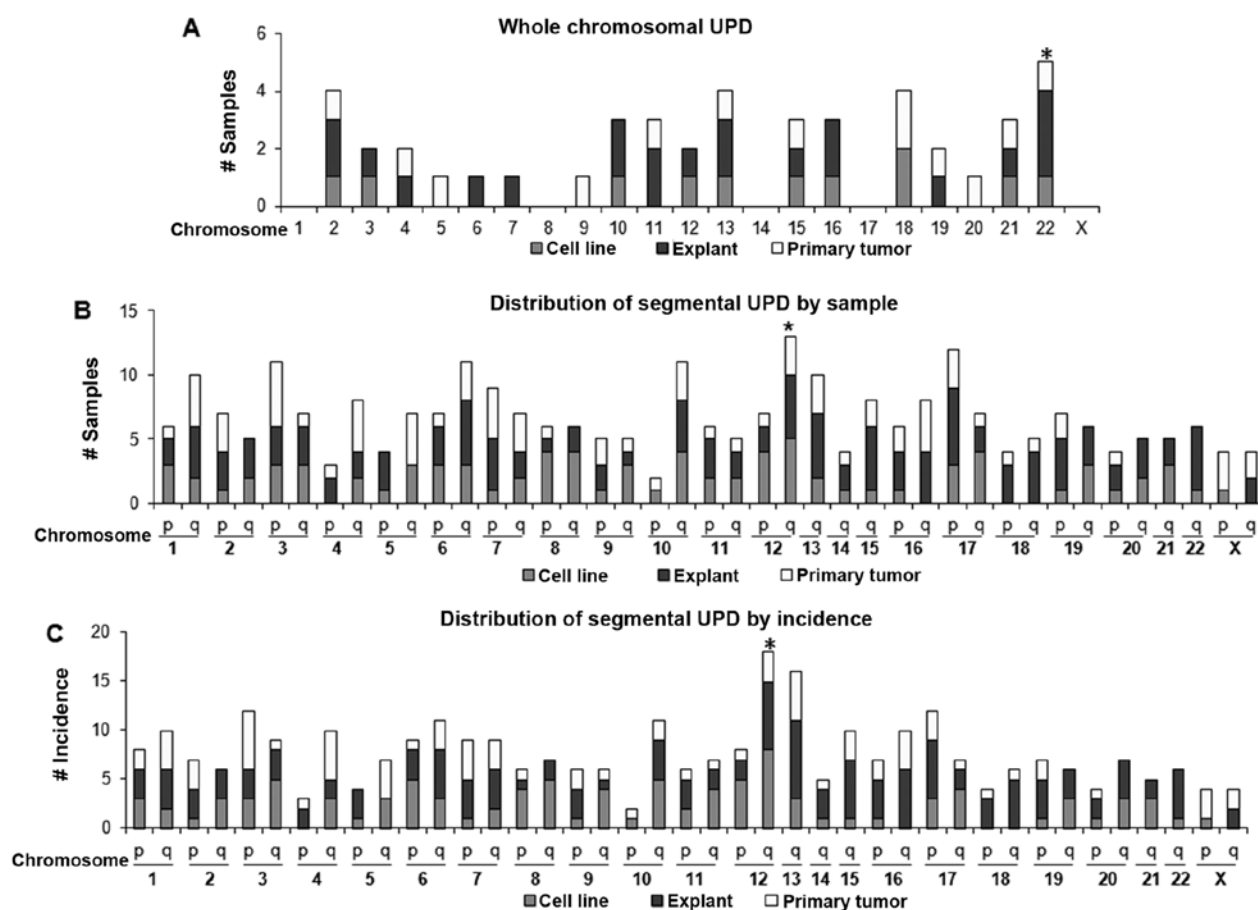 A
Whole chromosomal UPD
*
6
4
2
0
# Samples
Chromosome 1 2 3 4 5 6 7 8 9 10 11 12 13 14 15 16 17 18 19 20 21 22 X
Cell line Explant Primary tumor
B
Distribution of segmental UPD by sample
*
15
10
5
0
# Samples
p q p q p q p q p q p q p q p q p q p q p q p q q q q p q p q p q p q p q q q p q
Chromosome 1 2 3 4 5 6 7 8 9 10 11 12 13 14 15 16 17 18 19 20 21 22 X
Cell line Explant Primary tumor
C
Distribution of segmental UPD by incidence
*
20
15
10
5
0
# Incidence
Chromosome p q p q p q p q p q p q p q p q p q p q p q p q q q q p q p q p q p q p q q q p q
1 2 3 4 5 6 7 8 9 10 11 12 13 14 15 16 17 18 19 20 21 22 X
Cell line Explant Primary tumor